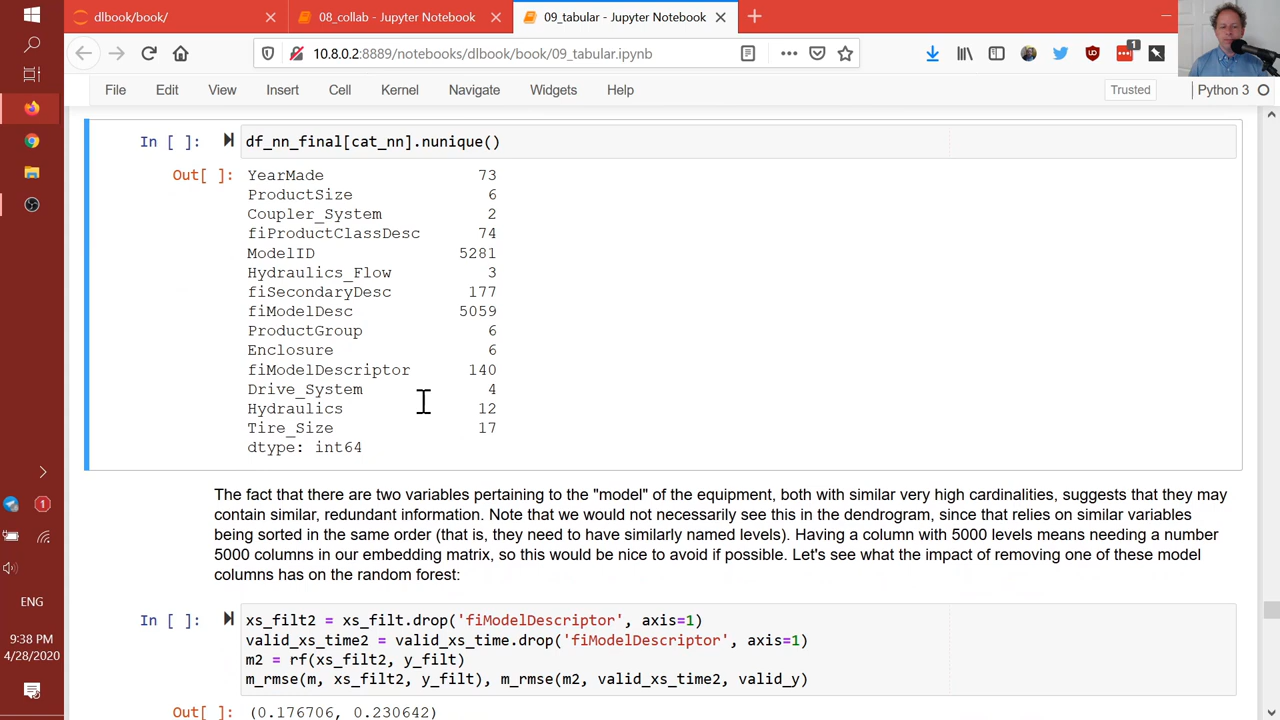 dlbook/book/
08_collab - Jupyter Notebook
09_tabular - Jupyter Notebook
10.8.0.2:8889/notebooks/dlbook/book/09_tabular.ipynb
1
File Edit View Insert Cell Kernel Navigate Widgets Help Trusted Python 3
In [ ]: df_nn_final[cat_nn].nunique()
Out[ ]: YearMade 73
ProductSize 6
Coupler_System 2
fiProductClassDesc 74
ModelID 5281
Hydraulics_Flow 3
fiSecondaryDesc 177
fiModelDesc 5059
ProductGroup 6
Enclosure 6
fiModelDescriptor 140
Drive_System 4
Hydraulics 12
Tire_Size 17
dtype: int64
The fact that there are two variables pertaining to the "model" of the equipment, both with similar very high cardinalities, suggests that they may
contain similar, redundant information. Note that we would not necessarily see this in the dendrogram, since that relies on similar variables
being sorted in the same order (that is, they need to have similarly named levels). Having a column with 5000 levels means needing a number
5000 columns in our embedding matrix, so this would be nice to avoid if possible. Let's see what the impact of removing one of these model
columns has on the random forest:
In [ ]: xs_filt2 = xs_filt.drop('fiModelDescriptor', axis=1)
valid_xs_time2 = valid_xs_time.drop('fiModelDescriptor', axis=1)
m2 = rf(xs_filt2, y_filt)
m_rmse(m, xs_filt2, y_filt), m_rmse(m2, valid_xs_time2, valid_y)
Out[ ]: (0.176706, 0.230642)
1
ENG
9:38 PM
4/28/2020